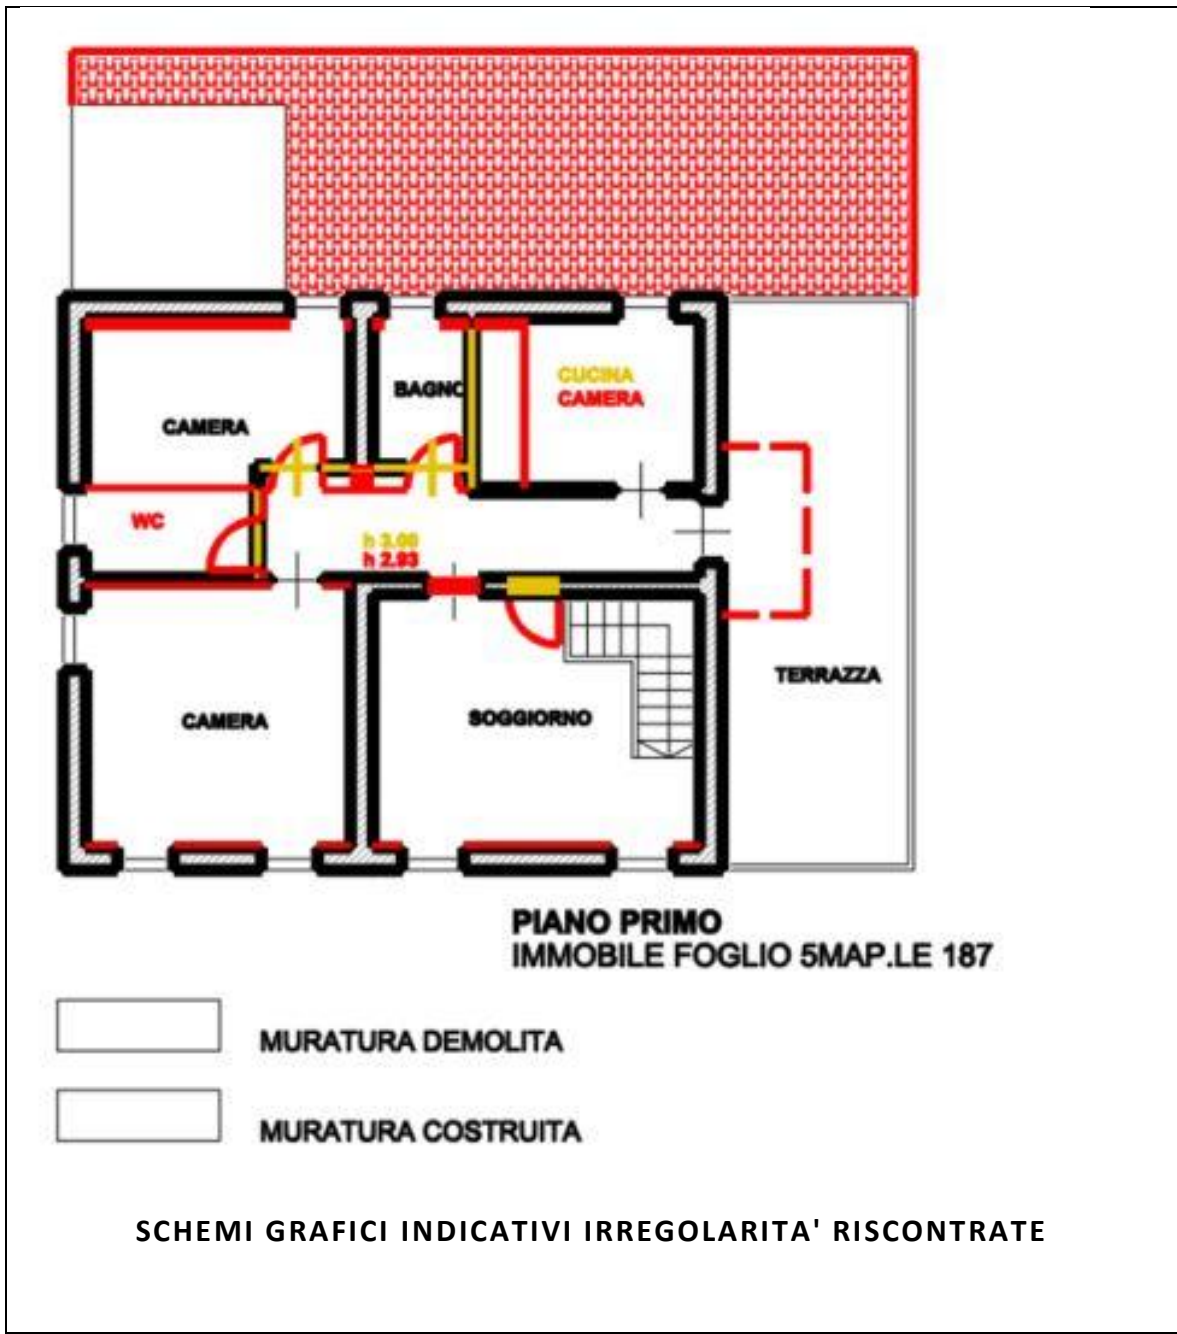 BAGNO
CUCINA
CAMERA
CAMERA
WC
h 3.00
h 2.93
TERRAZZA
CAMERA
SOGGIORNO
PIANO PRIMO
IMMOBILE FOGLIO 5MAP.LE 187
MURATURA DEMOLITA
MURATURA COSTRUITA
SCHEMI GRAFICI INDICATIVI IRREGOLARITA' RISCONTRATE